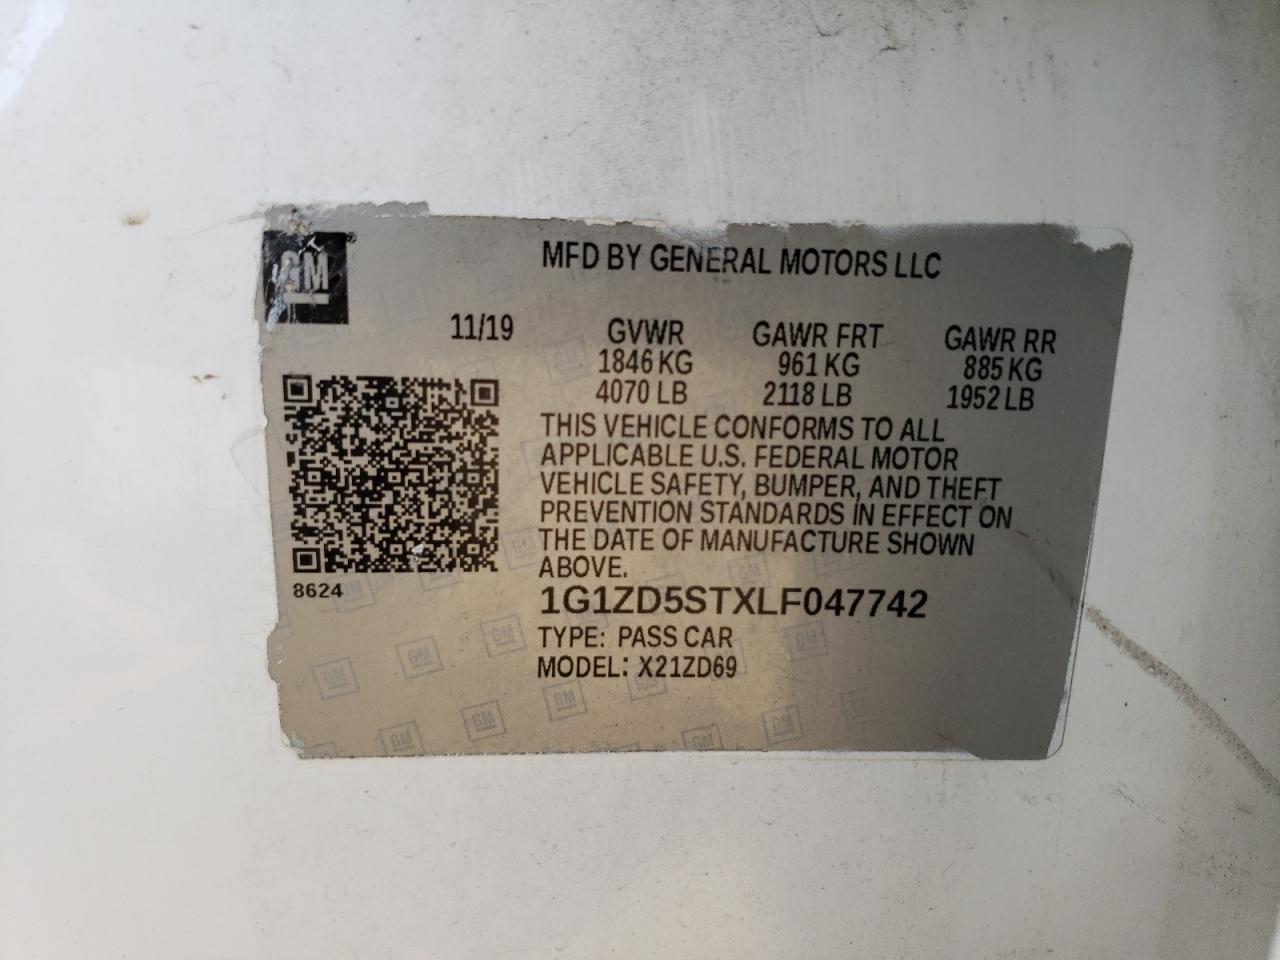 GM
MFD BY GENERAL MOTORS LLC
11/19 GVWR GAWR FRT GAWR RR
1846 KG 961 KG 885 KG
4070 LB 2118 LB 1952 LB
THIS VEHICLE CONFORMS TO ALL
APPLICABLE U.S. FEDERAL MOTOR
VEHICLE SAFETY, BUMPER, AND THEFT
PREVENTION STANDARDS IN EFFECT ON
THE DATE OF MANUFACTURE SHOWN
ABOVE.
8624
1G1ZD5STXLF047742
TYPE: PASS CAR
MODEL: X21ZD69